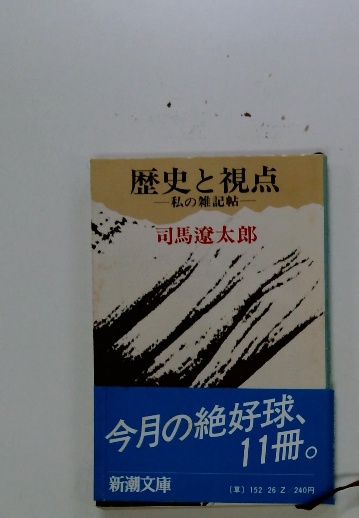 歴史と視点
―私の雑記帖―
司馬遼太郎
今月の絶好球、
11冊。
新潮文庫
〔草〕152 26 Z／240円